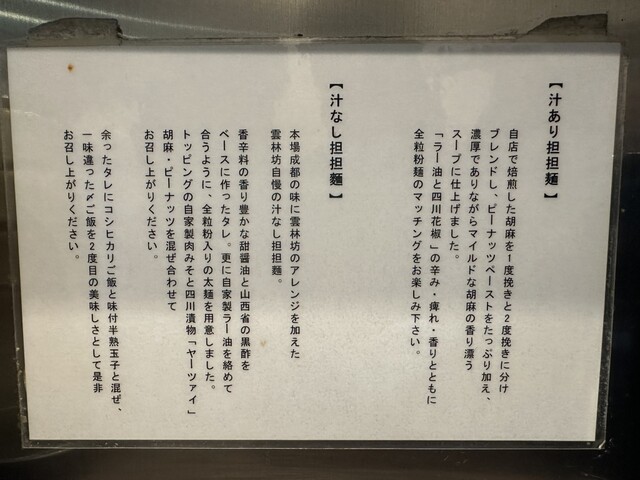 【汁あり担担麺】
自店で焙煎した胡麻を1度挽きと2度挽きに分け
ブレンドし、ピーナッツペーストをたっぷり加え、
濃厚でありながらマイルドな胡麻の香り漂う
スープに仕上げました。
「ラー油と四川花椒」の辛み・痺れ・香りとともに
全粒粉麺のマッチングをお楽しみ下さい。
【汁なし担担麺】
本場成都の味に雲林坊のアレンジを加えた
雲林坊自慢の汁なし担担麺。
香辛料の香り豊かな甜醤油と山西省の黒酢を
ベースに作ったタレ。更に自家製ラー油を絡めて
合うように、全粒粉入りの太麺を用意しました。
トッピングの自家製肉みそと四川漬物「ヤーツァイ」
胡麻・ピーナッツを混ぜ合わせて
お召し上がりください。
余ったタレにコシヒカリご飯と味付半熟玉子と混ぜ、
一味違った〆ご飯を2度目の美味しさとして是非
お召し上がりください。